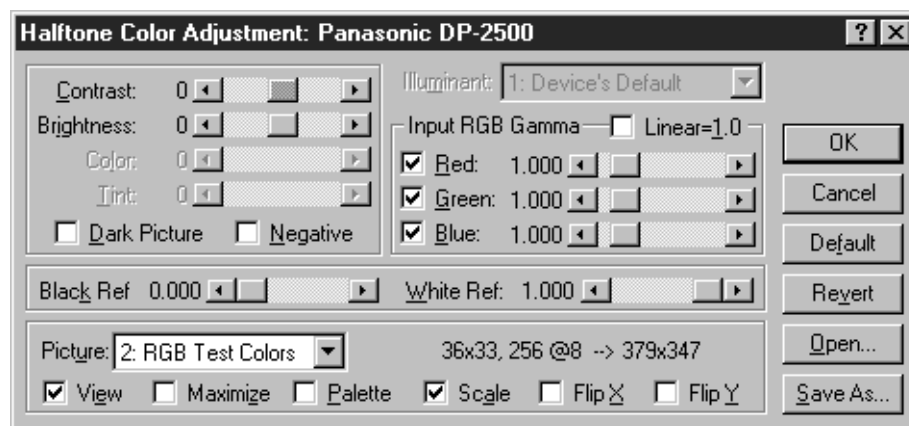 Halftone Color Adjustment: Panasonic DP-2500
Contrast: 0
Brightness: 0
Color: 0
Tint: 0
Dark Picture Negative
Illuminant: 1: Device's Default
Input RGB Gamma Linear=1.0
Red: 1.000
Green: 1.000
Blue: 1.000
Black Ref 0.000 White Ref: 1.000
Picture: 2: RGB Test Colors 36x33, 256 @8 --> 379x347
View Maximize Palette Scale Flip X Flip Y
OK
Cancel
Default
Revert
Open...
Save As...